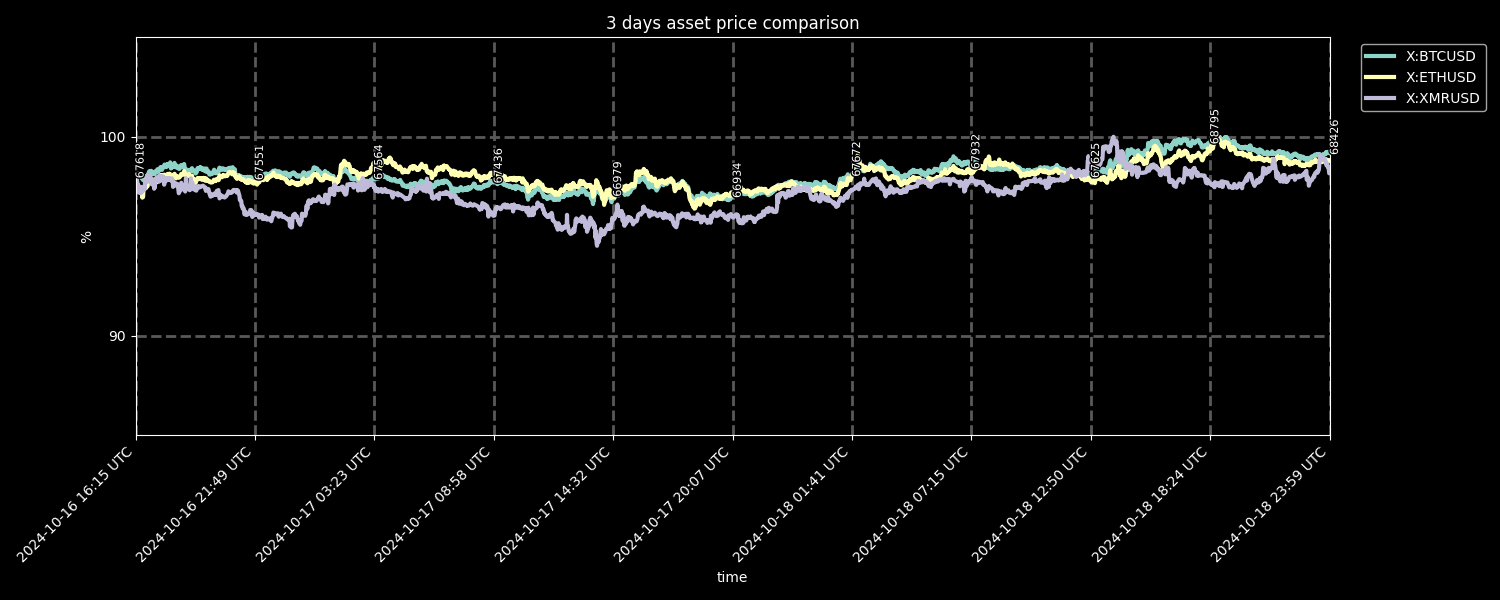 3 days asset price comparison
X:BTCUSD
X:ETHUSD
X:XMRUSD
100
90
%
67618
67551
67564
67436
66979
66934
67672
67932
67625
68795
68426
2024-10-16 16:15 UTC
2024-10-16 21:49 UTC
2024-10-17 03:23 UTC
2024-10-17 08:58 UTC
2024-10-17 14:32 UTC
2024-10-17 20:07 UTC
2024-10-18 01:41 UTC
2024-10-18 07:15 UTC
2024-10-18 12:50 UTC
2024-10-18 18:24 UTC
2024-10-18 23:59 UTC
time